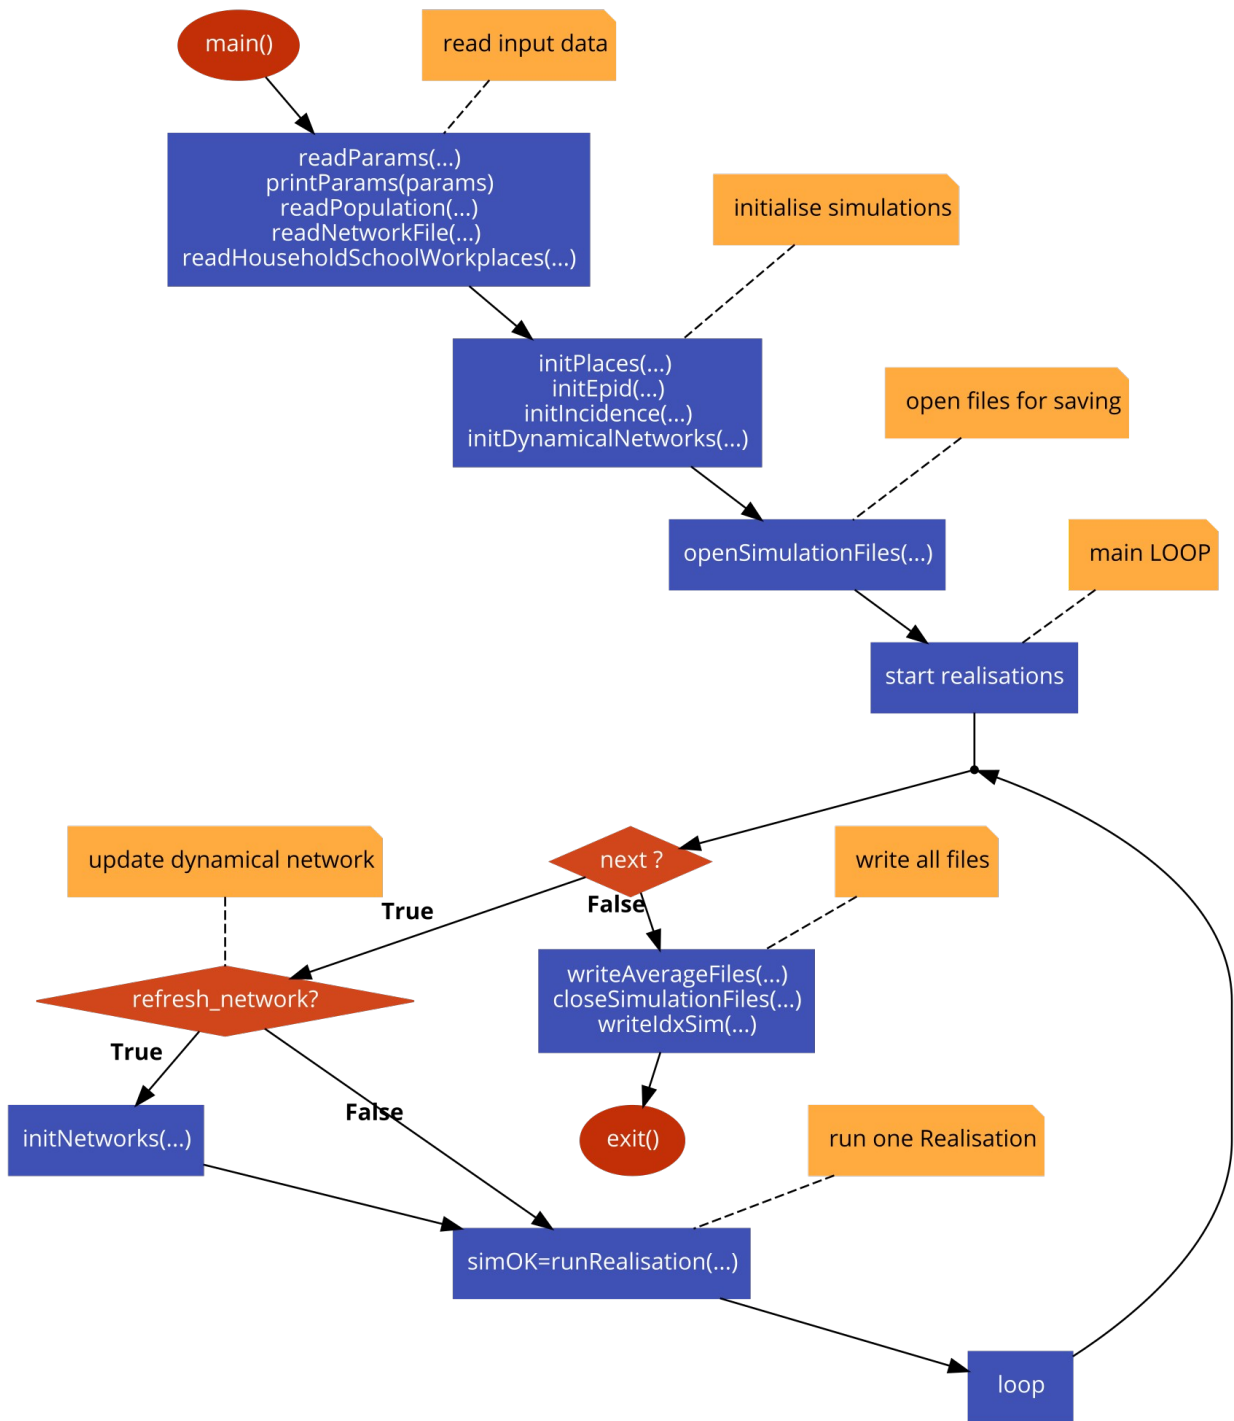 main()
read input data
readParams(...)
printParams(params)
readPopulation(...)
readNetworkFile(...)
readHouseholdSchoolWorkplaces(...)
initialise simulations
initPlaces(...)
initEpid(...)
initIncidence(...)
initDynamicalNetworks(...)
open files for saving
openSimulationFiles(...)
main LOOP
start realisations
update dynamical network
next ?
write all files
True
False
refresh_network?
writeAverageFiles(...)
closeSimulationFiles(...)
writeIdxSim(...)
True
False
initNetworks(...)
exit()
run one Realisation
simOK=runRealisation(...)
loop